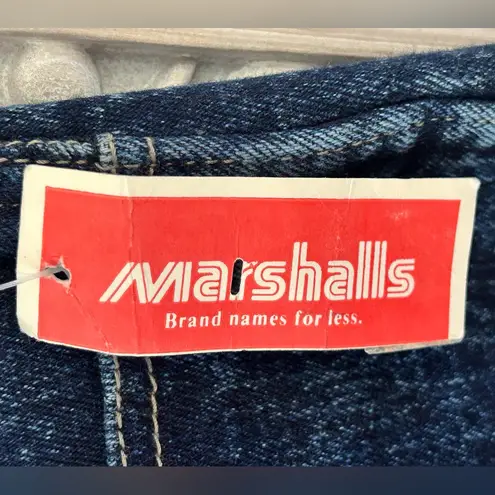 Marshalls
Brand names for less.